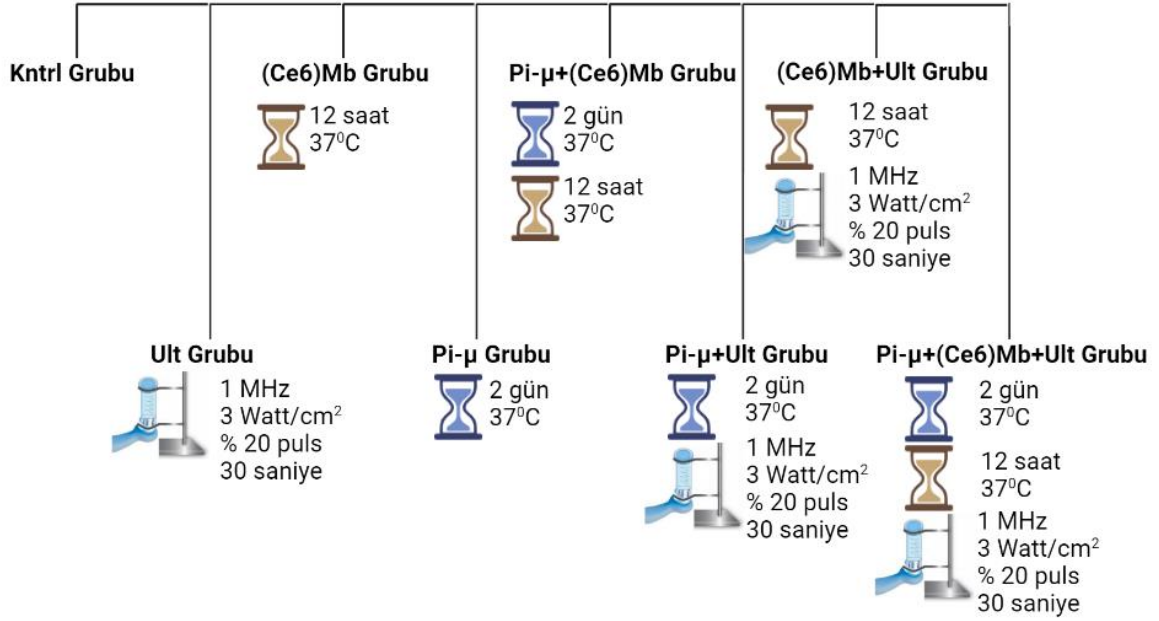 Kntrl Grubu
(Ce6)Mb Grubu
12 saat
37⁰C
Pi-µ+(Ce6)Mb Grubu
2 gün
37⁰C
12 saat
37⁰C
(Ce6)Mb+Ult Grubu
12 saat
37⁰C
1 MHz
3 Watt/cm²
% 20 puls
30 saniye
Ult Grubu
1 MHz
3 Watt/cm²
% 20 puls
30 saniye
Pi-µ Grubu
2 gün
37⁰C
Pi-µ+Ult Grubu
2 gün
37⁰C
1 MHz
3 Watt/cm²
% 20 puls
30 saniye
Pi-µ+(Ce6)Mb+Ult Grubu
2 gün
37⁰C
12 saat
37⁰C
1 MHz
3 Watt/cm²
% 20 puls
30 saniye